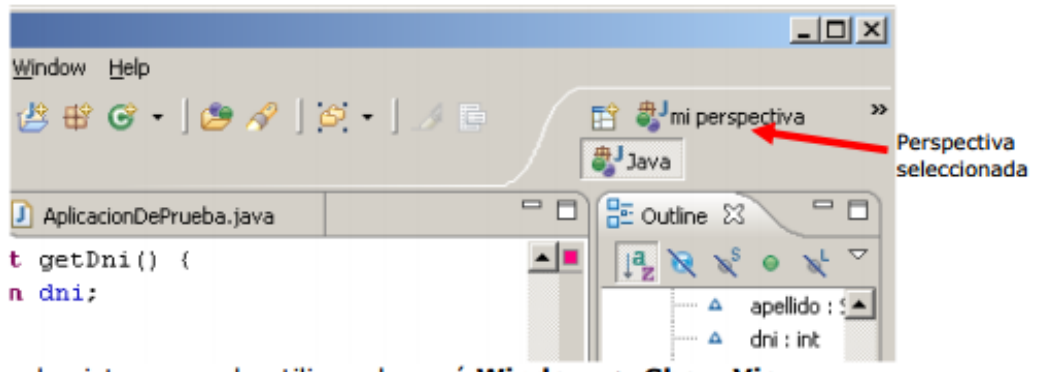 Window Help
mi perspectiva »
Perspectiva
seleccionada
Java
AplicacionDePrueba.java
Outline
t getDni() {
n dni;
apellido :
dni : int